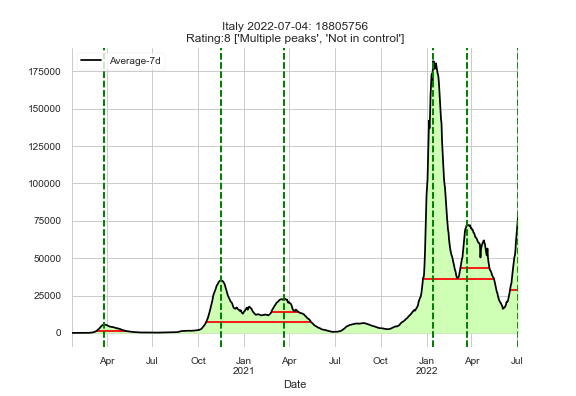 Italy 2022-07-04: 18805756
Rating:8 ['Multiple peaks', 'Not in control']
Average-7d
175000
150000
125000
100000
75000
50000
25000
0
Apr Jul Oct Jan Apr Jul Oct Jan Apr Jul
2021 2022
Date